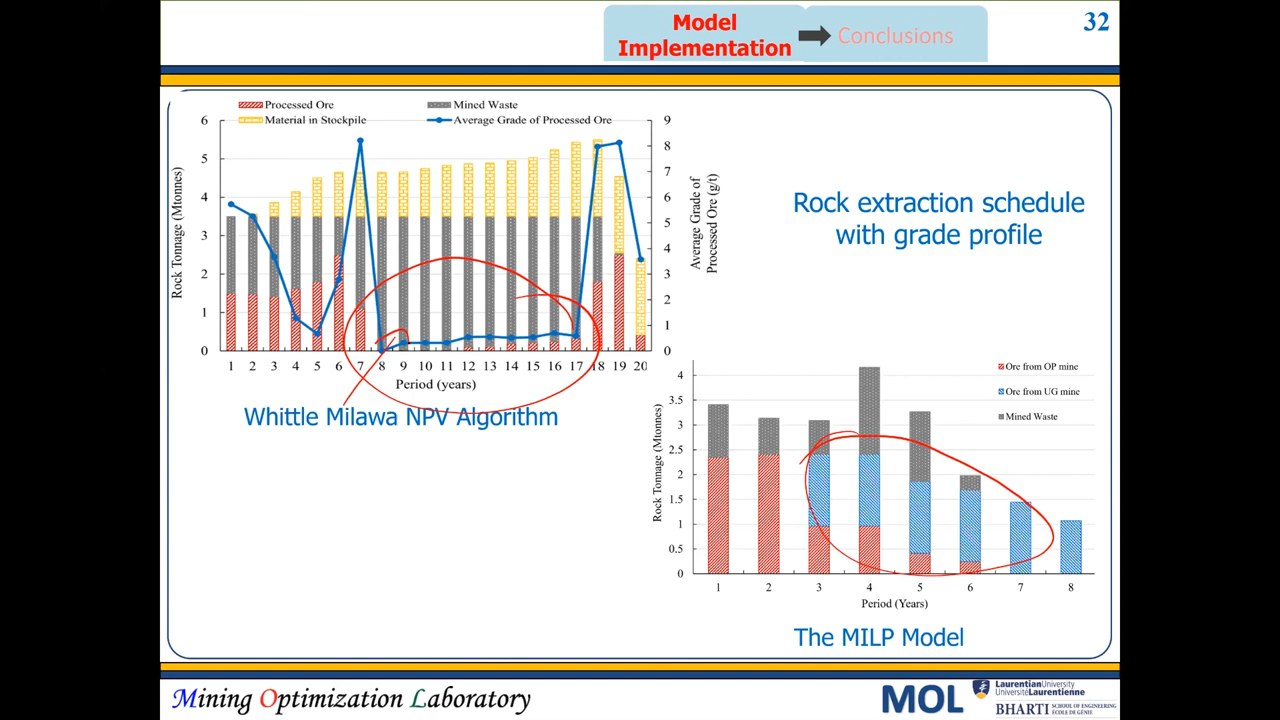 Model
Implementation
Conclusions
32
Processed Ore
Mined Waste
Material in Stockpile
Average Grade of Processed Ore
6
5
4
3
2
1
0
Rock Tonnage (Mtonnes)
9
8
7
6
5
4
3
2
1
0
Average Grade of
Processed Ore (g/t)
1 2 3 4 5 6 7 8 9 10 11 12 13 14 15 16 17 18 19 20
Period (years)
Whittle Milawa NPV Algorithm
Rock extraction schedule
with grade profile
Ore from OP mine
Ore from UG mine
Mined Waste
4
3.5
3
2.5
2
1.5
1
0.5
0
Rock Tonnage (Mtonnes)
1 2 3 4 5 6 7 8
Period (Years)
The MILP Model
Mining Optimization Laboratory
MOL
LaurentianUniversity
UniversitéLaurentienne
BHARTI SCHOOL OF ENGINEERING
ÉCOLE DE GÉNIE